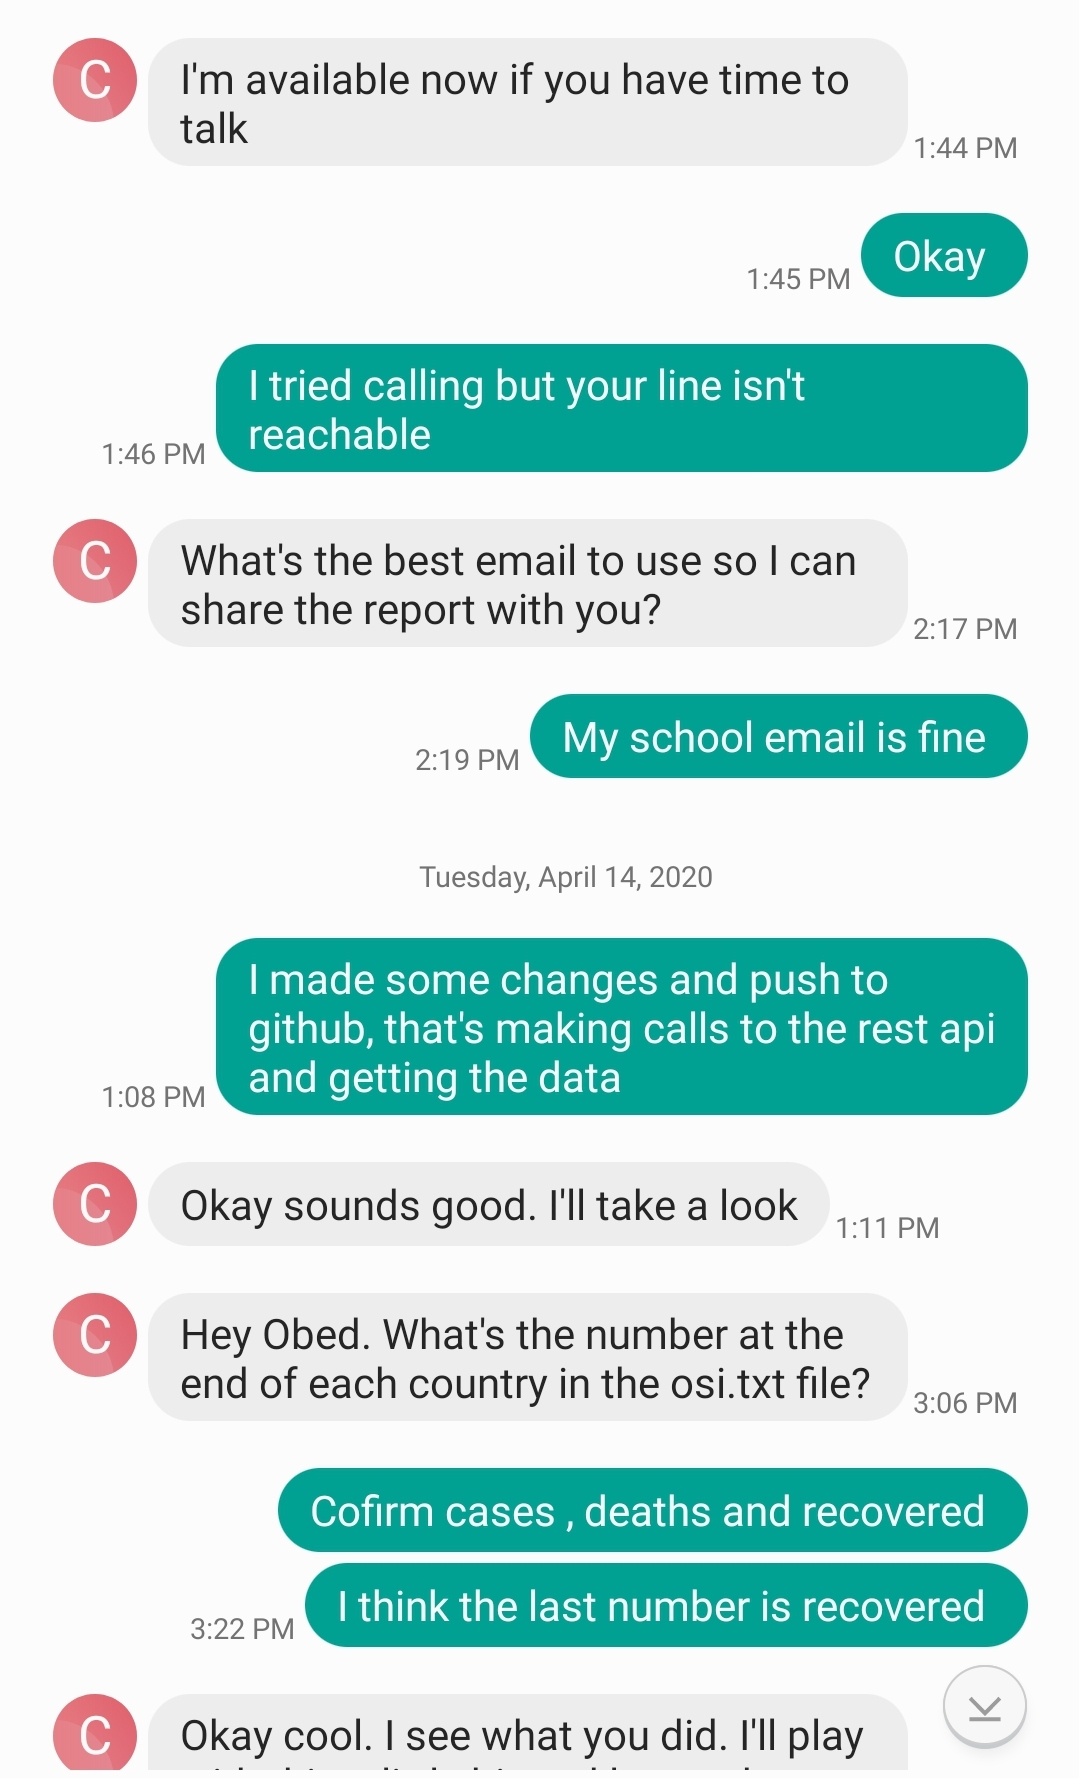 C
I'm available now if you have time to
talk
1:44 PM
Okay
1:45 PM
I tried calling but your line isn't
reachable
1:46 PM
C
What's the best email to use so I can
share the report with you?
2:17 PM
My school email is fine
2:19 PM
Tuesday, April 14, 2020
I made some changes and push to
github, that's making calls to the rest api
and getting the data
1:08 PM
C
Okay sounds good. I'll take a look
1:11 PM
C
Hey Obed. What's the number at the
end of each country in the osi.txt file?
3:06 PM
Cofirm cases , deaths and recovered
I think the last number is recovered
3:22 PM
C
Okay cool. I see what you did. I'll play